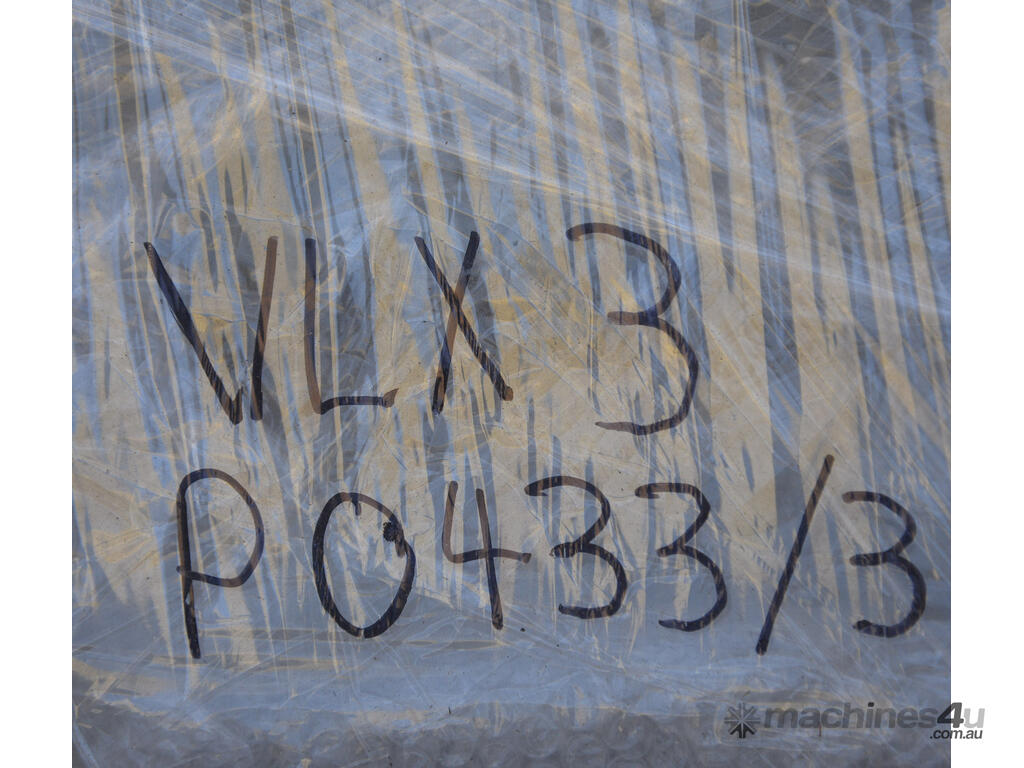 VLX 3
P0433/3
machines4u
.com.au